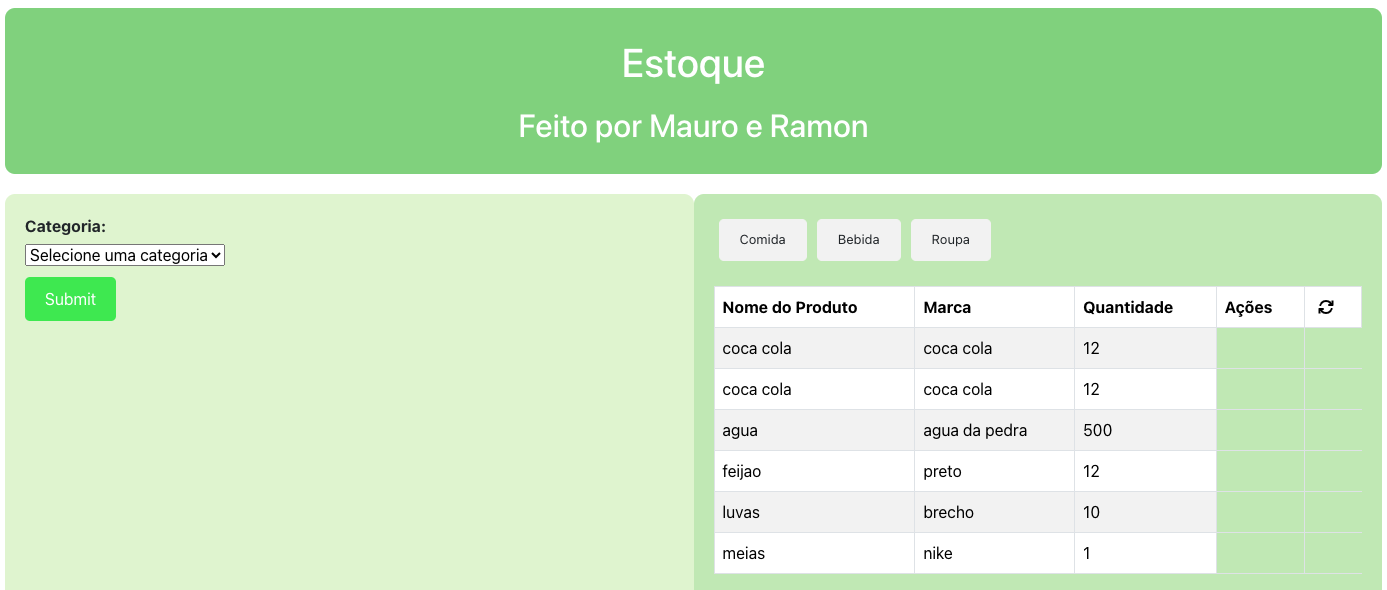 Estoque
Feito por Mauro e Ramon
Categoria:
Selecione uma categoria
Submit
Comida Bebida Roupa
Nome do Produto Marca Quantidade Ações
coca cola coca cola 12
coca cola coca cola 12
agua agua da pedra 500
feijao preto 12
luvas brecho 10
meias nike 1